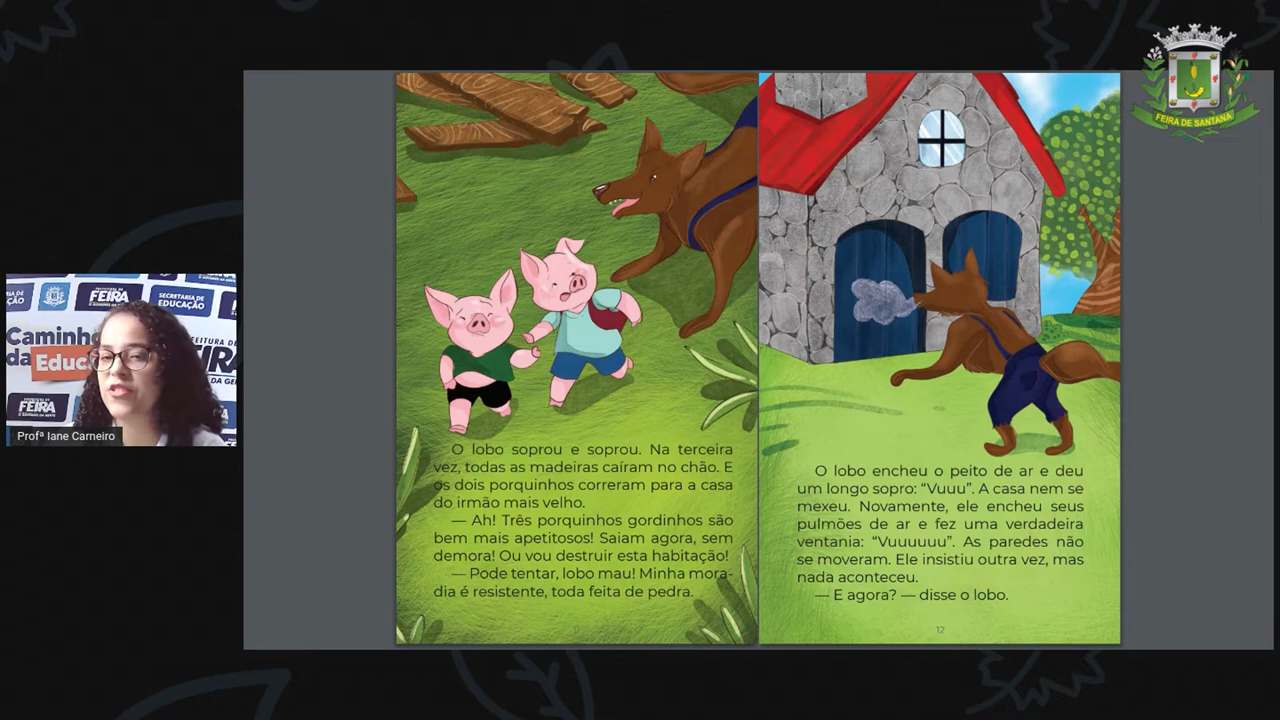 FEIRA DE SANTANA
O lobo soprou e soprou. Na terceira
vez, todas as madeiras caíram no chão. E
os dois porquinhos correram para a casa
do irmão mais velho.
— Ah! Três porquinhos gordinhos são
bem mais apetitosos! Saiam agora, sem
demora! Ou vou destruir esta habitação!
— Pode tentar, lobo mau! Minha mora-
dia é resistente, toda feita de pedra.
O lobo encheu o peito de ar e deu
um longo sopro: “Vuuu”. A casa nem se
mexeu. Novamente, ele encheu seus
pulmões de ar e fez uma verdadeira
ventania: “Vuuuuuu”. As paredes não
se moveram. Ele insistiu outra vez, mas
nada aconteceu.
— E agora? — disse o lobo.
12
FEIRA
SECRETARIA DE
EDUCAÇÃO
Caminho
da Educ
FEIRA
Profª Iane Carneiro